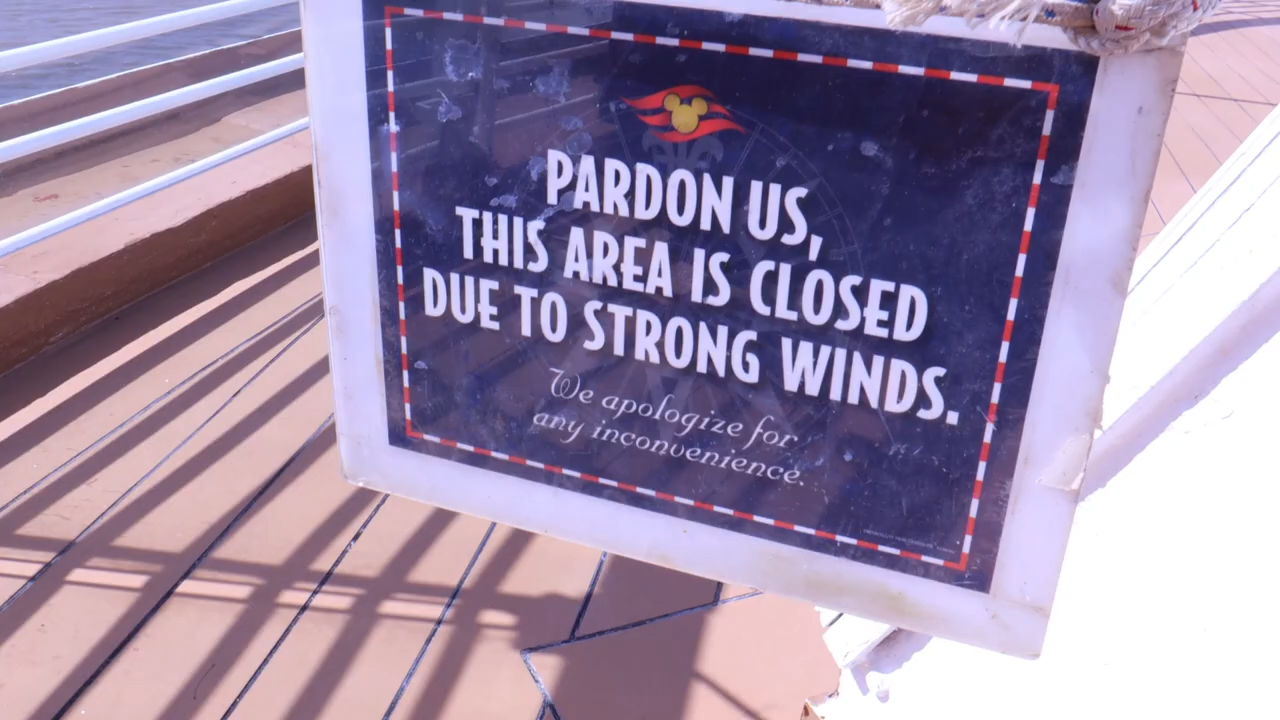 PARDON US,
THIS AREA IS CLOSED
DUE TO STRONG WINDS.
We apologize for
any inconvenience.